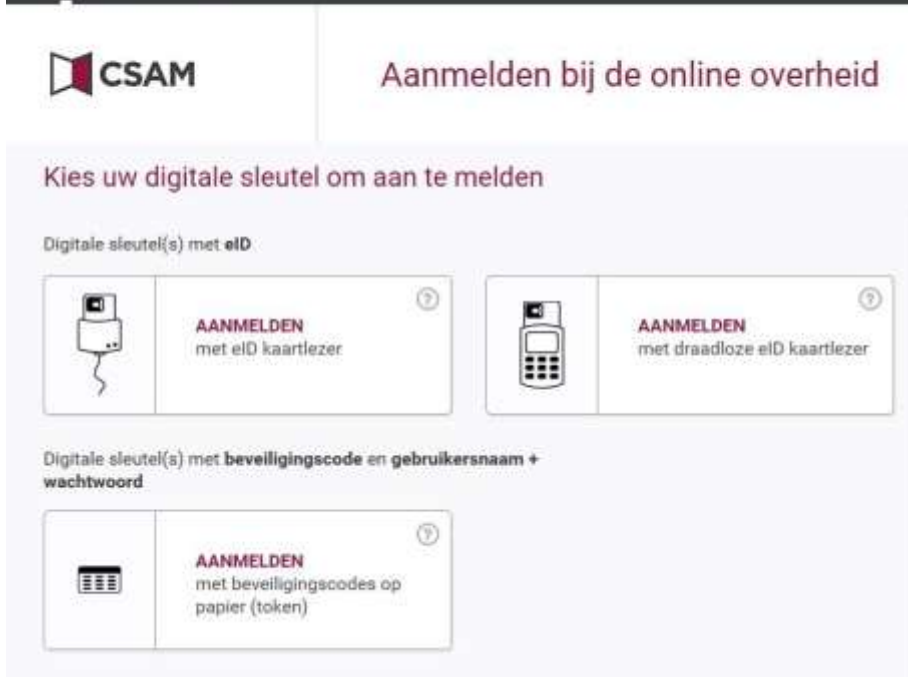 CSAM
Aanmelden bij de online overheid
Kies uw digitale sleutel om aan te melden
Digitale sleutel(s) met eID
AANMELDEN
met eID kaartlezer
AANMELDEN
met draadloze eID kaartlezer
Digitale sleutel(s) met beveiligingscode en gebruikersnaam +
wachtwoord
AANMELDEN
met beveiligingscodes op
papier (token)